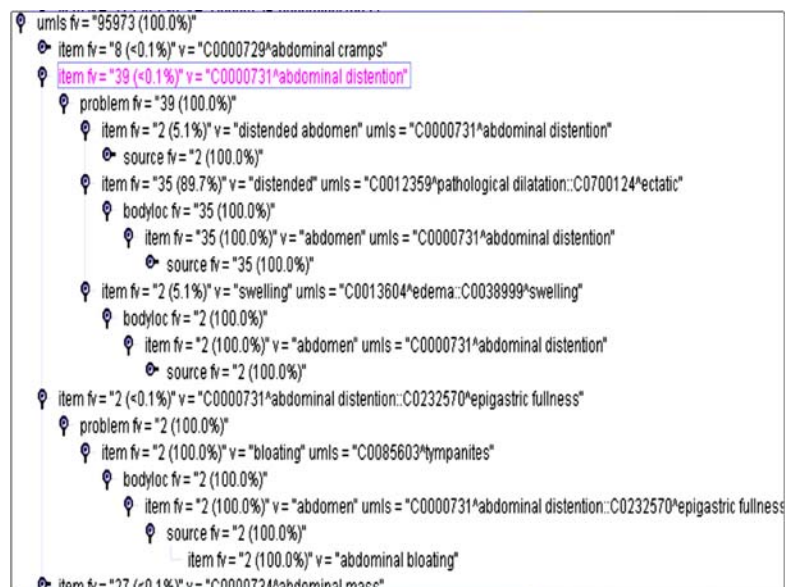 umls fv = "95973 (100.0%)"
item fv = "8 (<0.1%)" v = "C0000729^abdominal cramps"
item fv = "39 (<0.1%)" v = "C0000731^abdominal distention"
problem fv = "39 (100.0%)"
item fv = "2 (5.1%)" v = "distended abdomen" umls = "C0000731^abdominal distention"
source fv = "2 (100.0%)"
item fv = "35 (89.7%)" v = "distended" umls = "C0012359^pathological dilatation::C0700124^ectatic"
bodyloc fv = "35 (100.0%)"
item fv = "35 (100.0%)" v = "abdomen" umls = "C0000731^abdominal distention"
source fv = "35 (100.0%)"
item fv = "2 (5.1%)" v = "swelling" umls = "C0013604^edema::C0038999^swelling"
bodyloc fv = "2 (100.0%)"
item fv = "2 (100.0%)" v = "abdomen" umls = "C0000731^abdominal distention"
source fv = "2 (100.0%)"
item fv = "2 (<0.1%)" v = "C0000731^abdominal distention::C0232570^epigastric fullness"
problem fv = "2 (100.0%)"
item fv = "2 (100.0%)" v = "bloating" umls = "C0085603^tympanites"
bodyloc fv = "2 (100.0%)"
item fv = "2 (100.0%)" v = "abdomen" umls = "C0000731^abdominal distention::C0232570^epigastric fullness
source fv = "2 (100.0%)"
item fv = "2 (100.0%)" v = "abdominal bloating"
item fv = "27 (<0.1%)" v = "C0000734^abdominal mass"